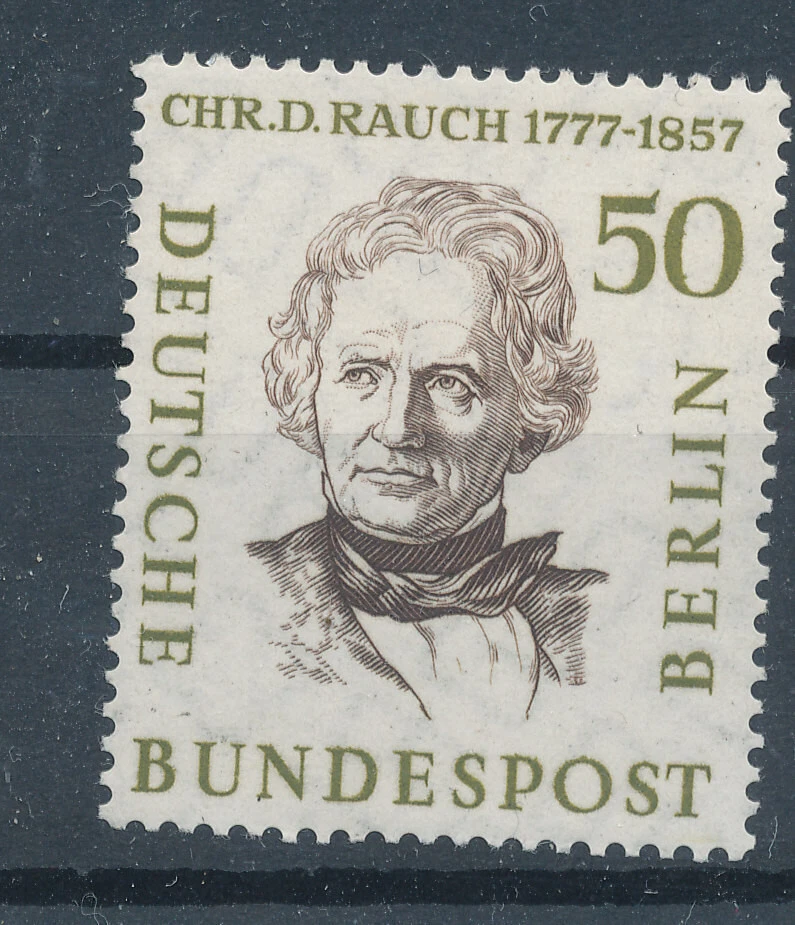 CHR.D. RAUCH 1777-1857
50
DEUTSCHE
BUNDESPOST
BERLIN